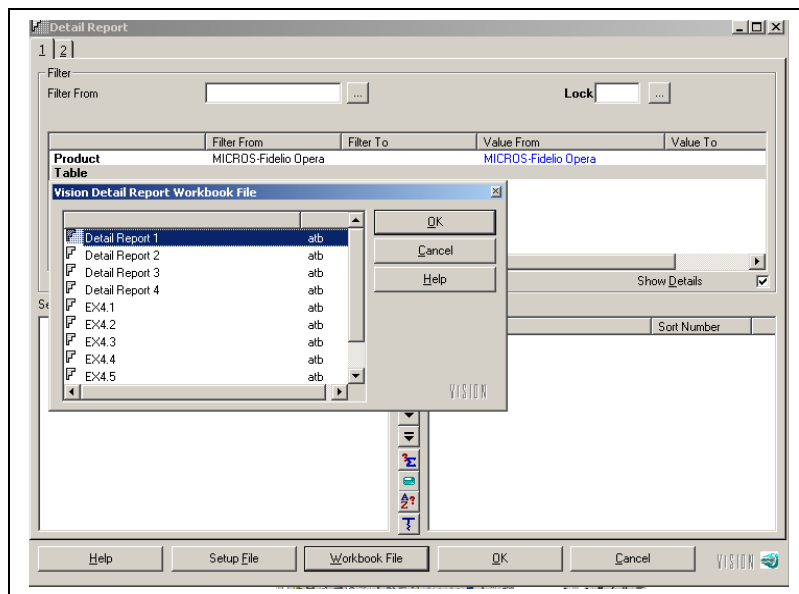 Detail Report
1 2
Filter
Filter From ... Lock ...
Filter From Filter To Value From Value To
Product MICROS-Fidelio Opera MICROS-Fidelio Opera
Table
Vision Detail Report Workbook File
Detail Report 1 atb
Detail Report 2 atb
Detail Report 3 atb
Detail Report 4 atb
EX4.1 atb
EX4.2 atb
EX4.3 atb
EX4.4 atb
EX4.5 atb
OK
Cancel
Help
VISION
Show Details
Se
Sort Number
Help Setup File Workbook File OK Cancel VISION